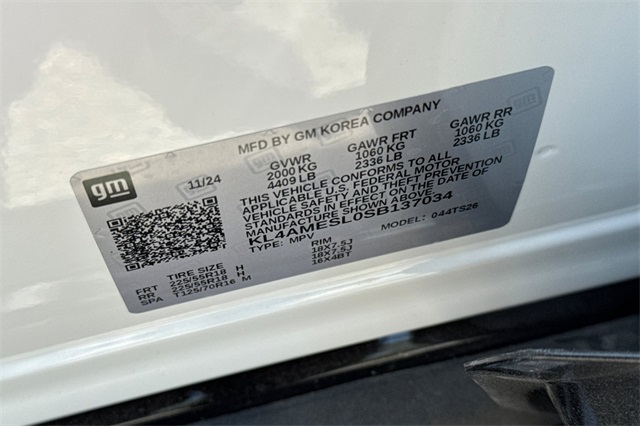 MFD BY GM KOREA COMPANY
gm
11/24
GVWR GAWR FRT GAWR RR
2000 KG 1060 KG 1060 KG
4409 LB 2336 LB 2336 LB
THIS VEHICLE CONFORMS TO ALL
APPLICABLE U.S. FEDERAL MOTOR
VEHICLE SAFETY, AND THEFT PREVENTION
STANDARDS IN EFFECT ON THE DATE OF
MANUFACTURE SHOWN ABOVE.
KL4AMESL0SB137034
TYPE: MPV MODEL: 044TS26
TIRE SIZE RIM
FRT 225/55R18 H 18X7.5J
RR 225/55R18 H 18X7.5J
SPA T125/70R16 M 16X4BT